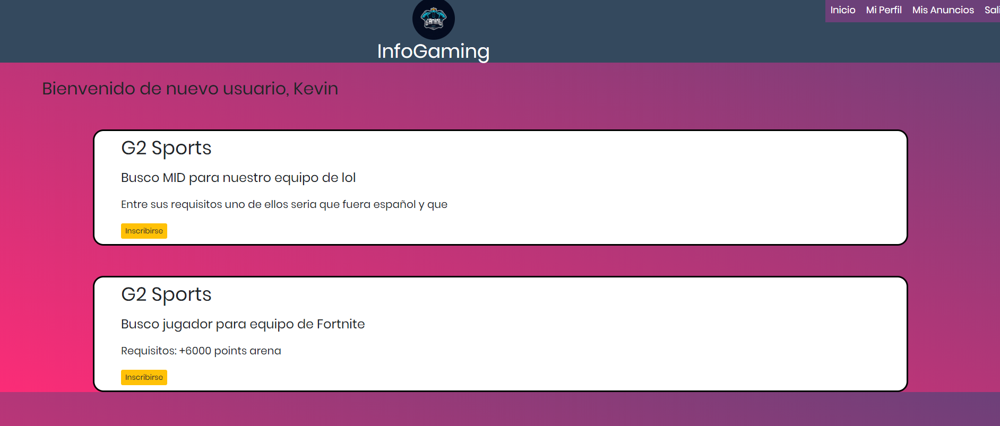 GAMING
InfoGaming
Inicio Mi Perfil Mis Anuncios Sali
Bienvenido de nuevo usuario, Kevin
G2 Sports
Busco MID para nuestro equipo de lol
Entre sus requisitos uno de ellos seria que fuera español y que
Inscribirse
G2 Sports
Busco jugador para equipo de Fortnite
Requisitos: +6000 points arena
Inscribirse